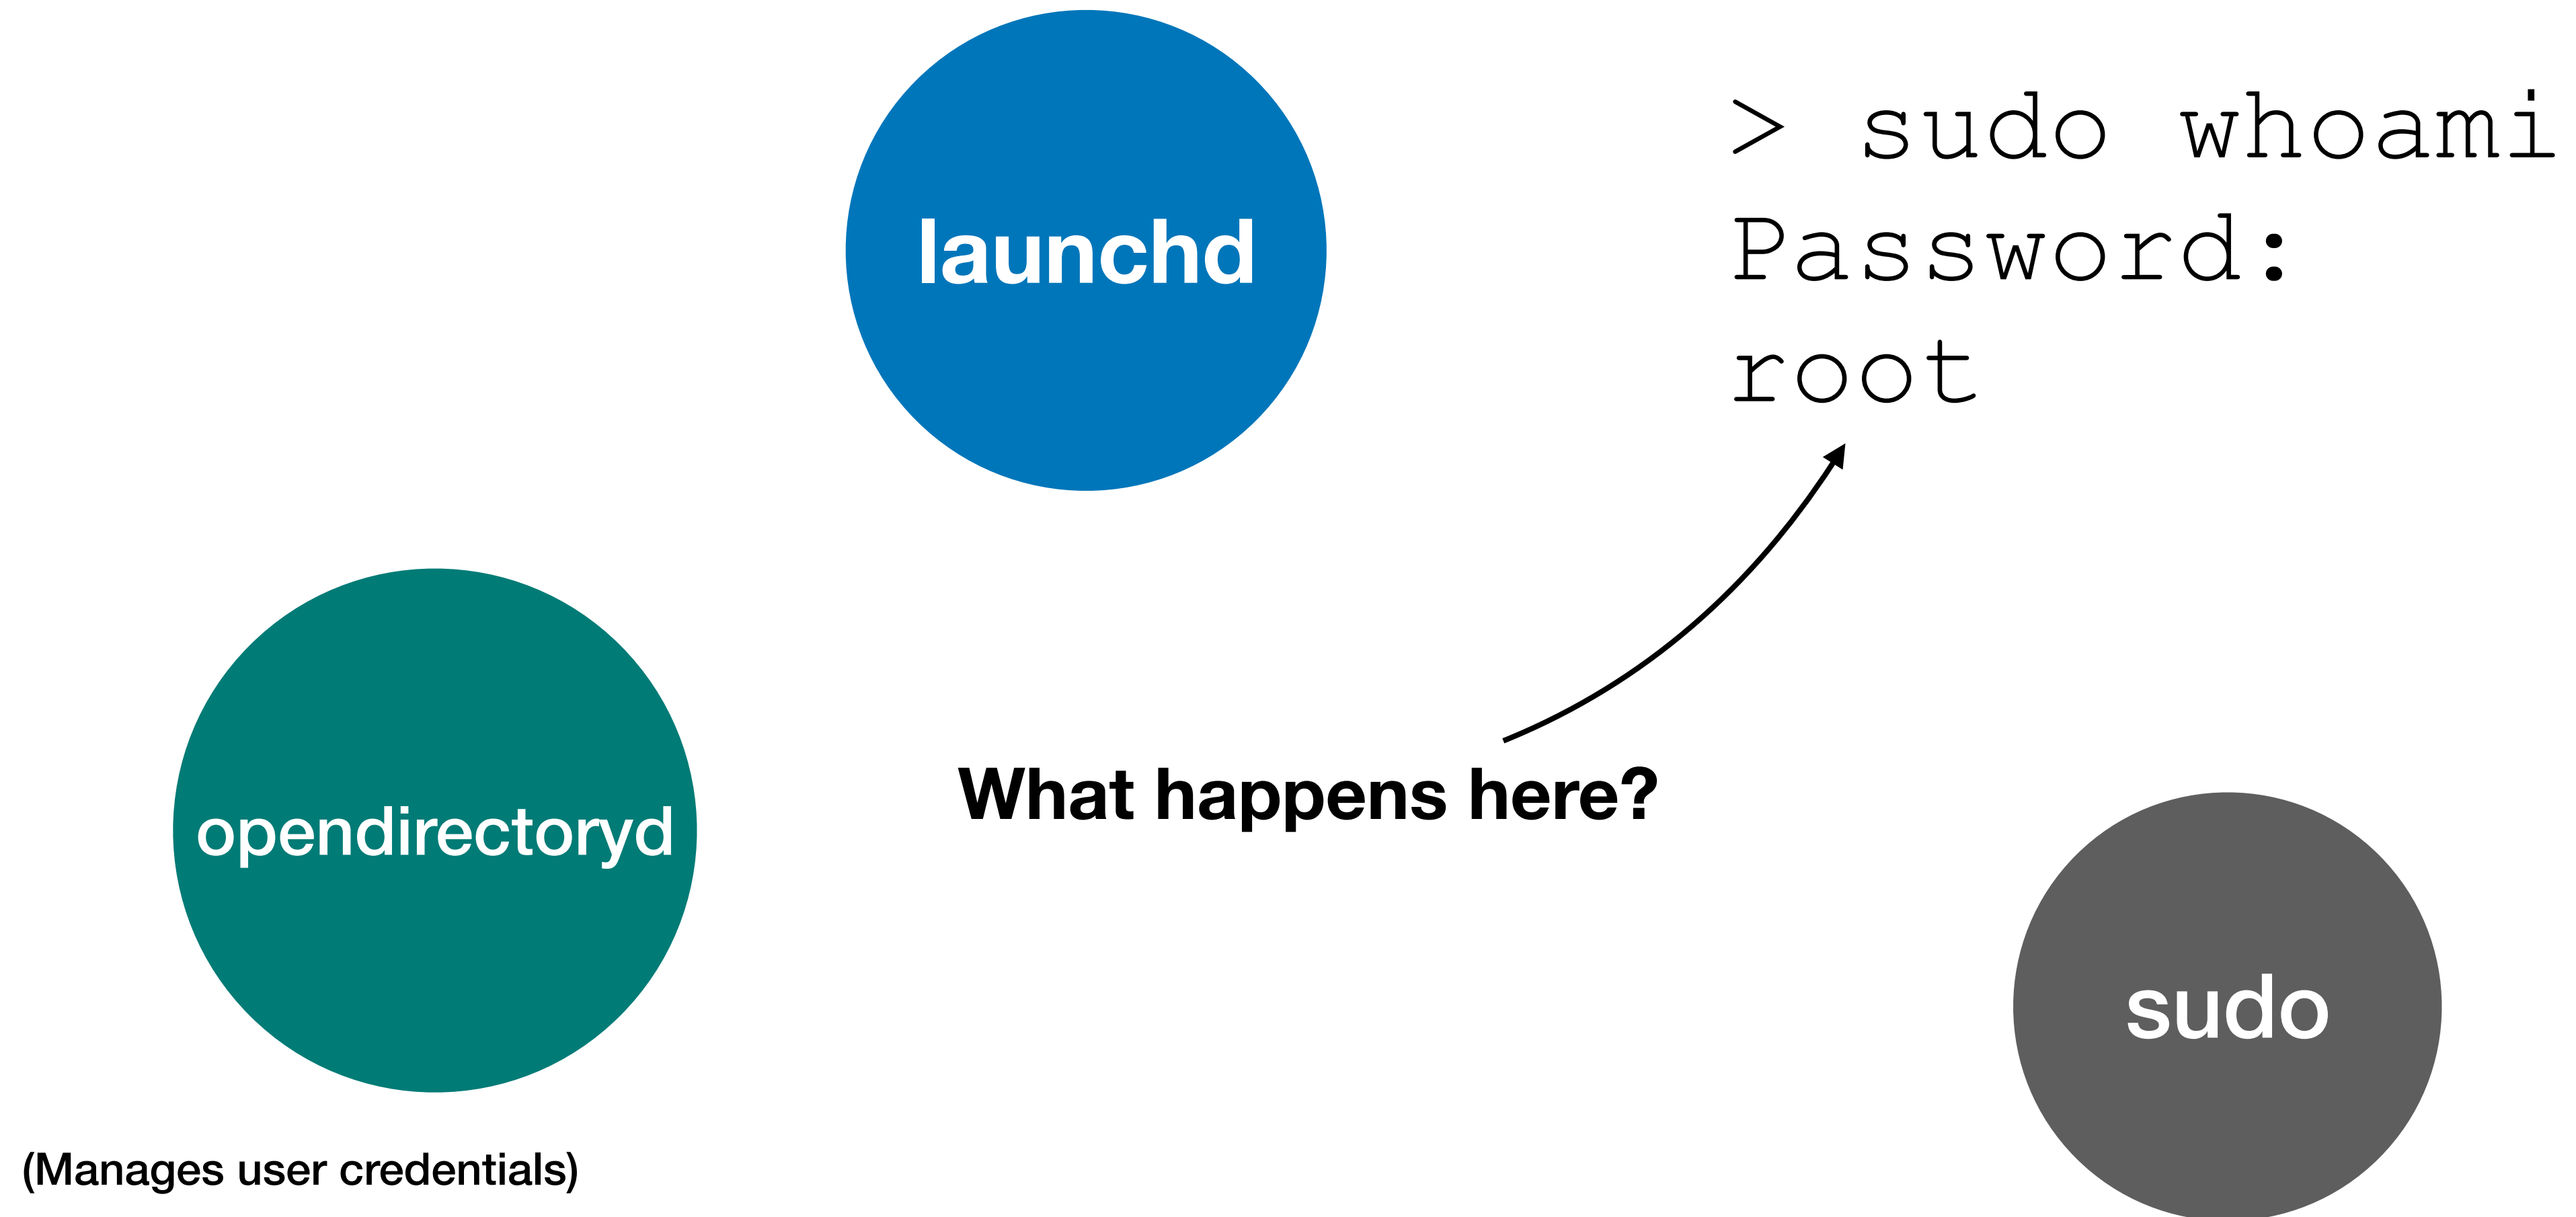 launchd
> sudo whoami
Password:
root
opendirectoryd
What happens here?
sudo
(Manages user credentials)